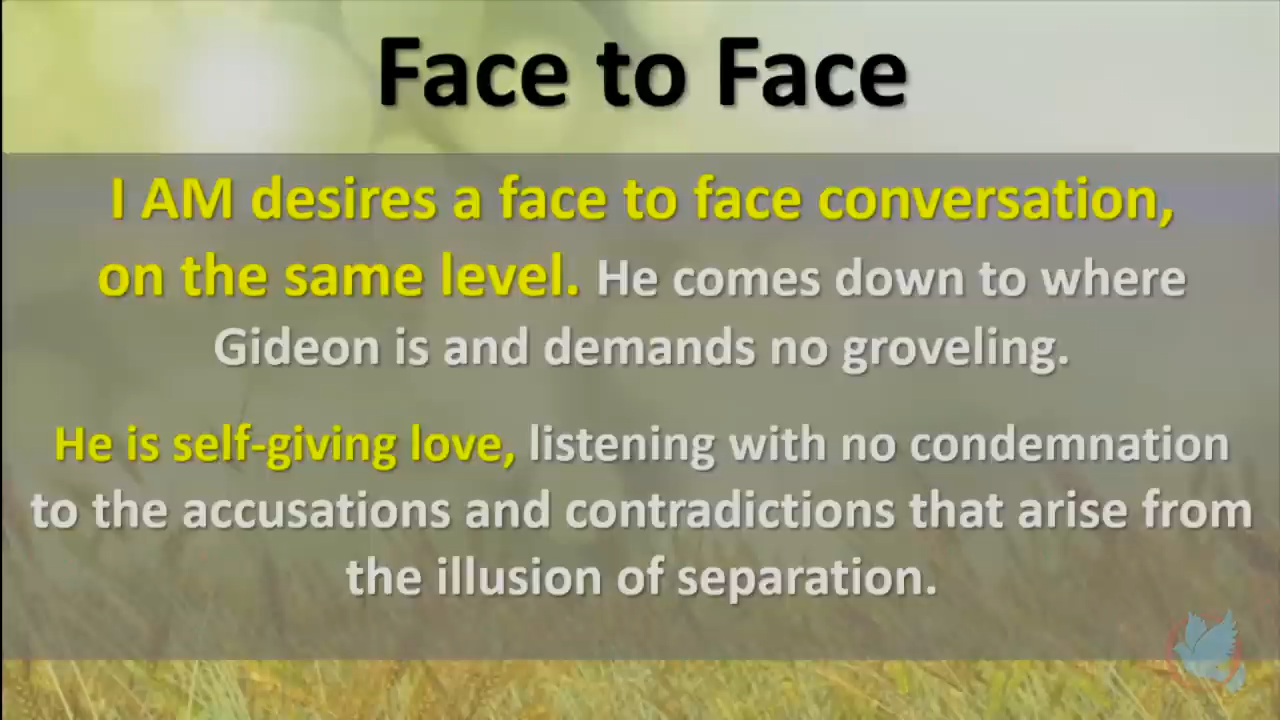 Face to Face
I AM desires a face to face conversation,
on the same level. He comes down to where
Gideon is and demands no groveling.
He is self-giving love, listening with no condemnation
to the accusations and contradictions that arise from
the illusion of separation.